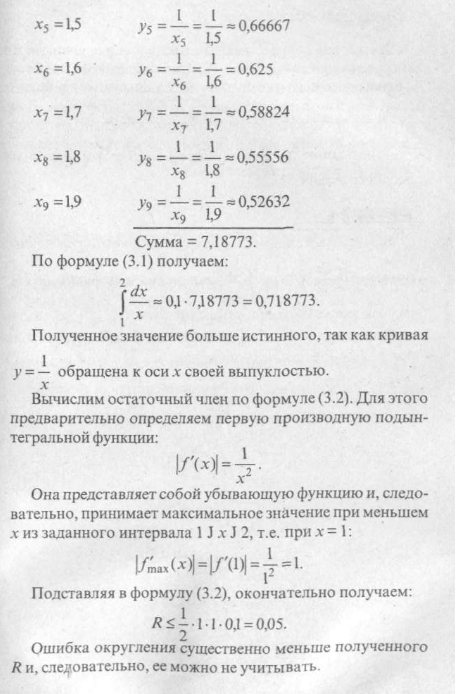 x₅ = 1,5 y₅ = 1/x₅ = 1/1,5 ≈ 0,66667
x₆ = 1,6 y₆ = 1/x₆ = 1/1,6 = 0,625
x₇ = 1,7 y₇ = 1/x₇ = 1/1,7 ≈ 0,58824
x₈ = 1,8 y₈ = 1/x₈ = 1/1,8 ≈ 0,55556
x₉ = 1,9 y₉ = 1/x₉ = 1/1,9 ≈ 0,52632
Сумма = 7,18773.
По формуле (3.1) получаем:
∫₁² dx/x ≈ 0,1 · 7,18773 = 0,718773.
Полученное значение больше истинного, так как кривая
y = 1/x обращена к оси x своей выпуклостью.
Вычислим остаточный член по формуле (3.2). Для этого
предварительно определяем первую производную подын-
тегральной функции:
|f′(x)| = 1/x².
Она представляет собой убывающую функцию и, следо-
вательно, принимает максимальное значение при меньшем
x из заданного интервала 1 J x J 2, т.е. при x = 1:
|f′max(x)| = |f′(1)| = 1/1² = 1.
Подставляя в формулу (3.2), окончательно получаем:
R ≤ 1/2 · 1 · 1 · 0,1 = 0,05.
Ошибка округления существенно меньше полученного
R и, следовательно, ее можно не учитывать.